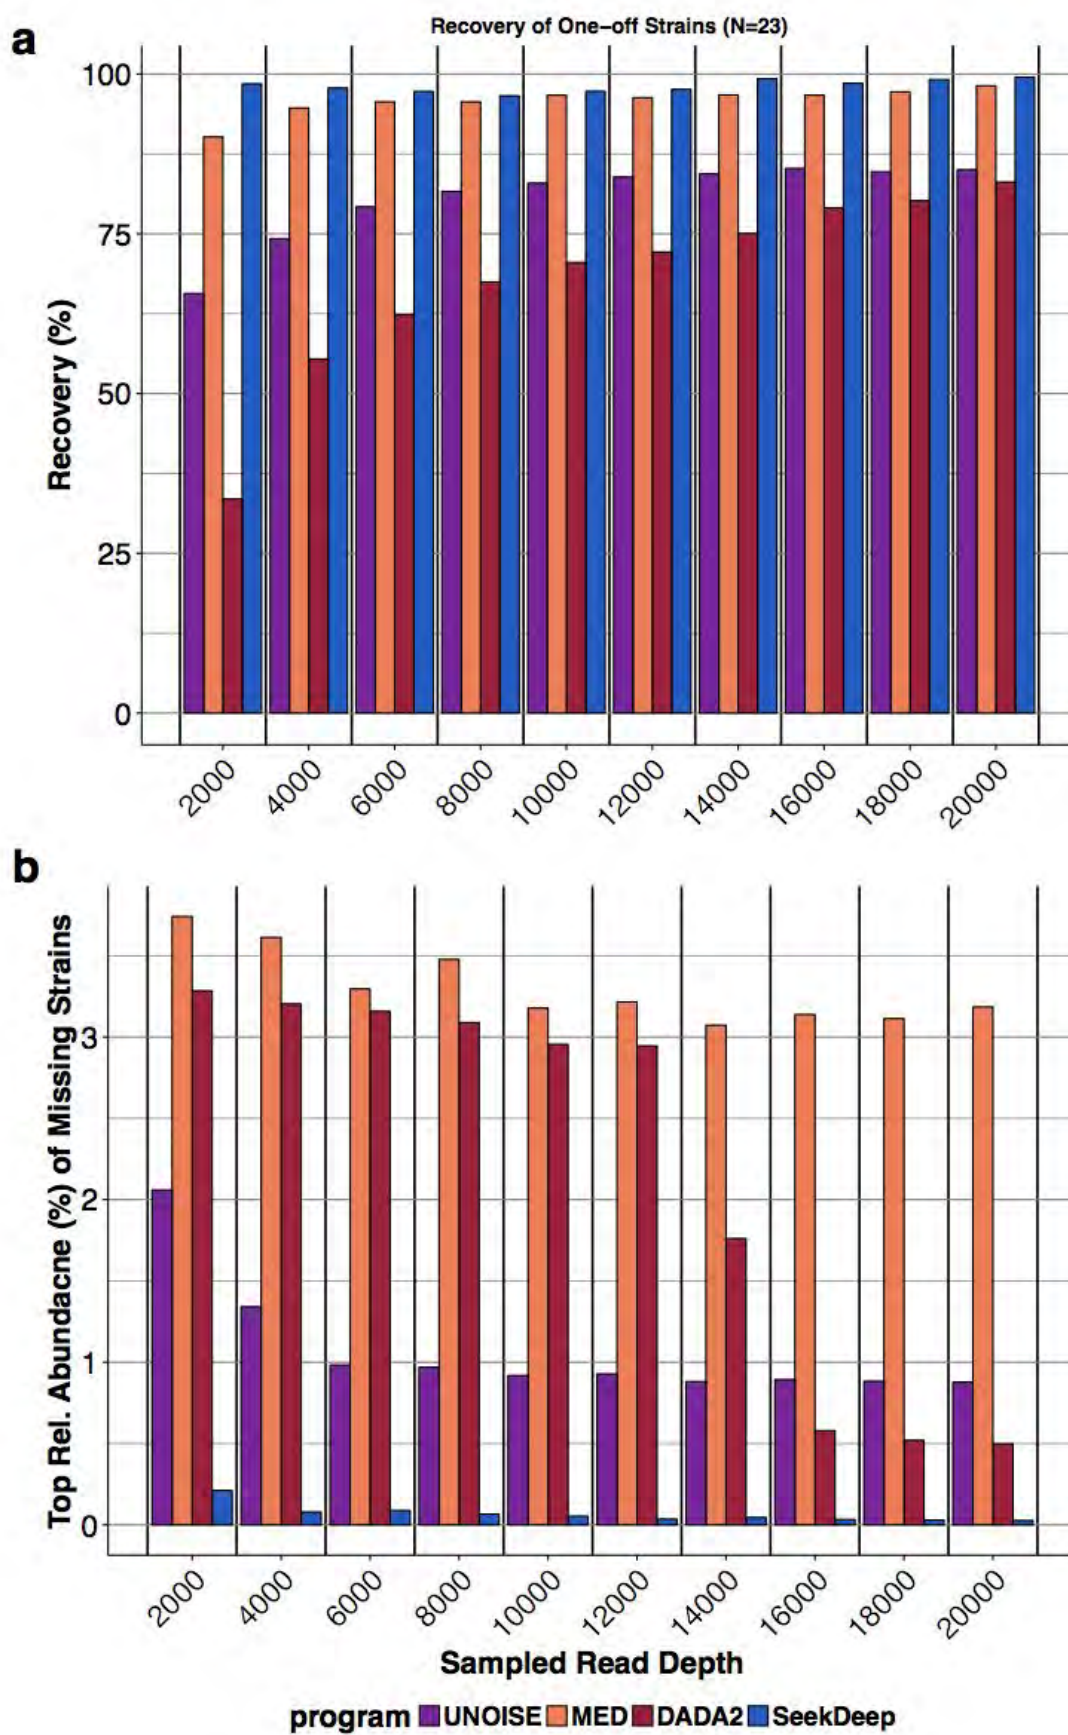 a
Recovery of One-off Strains (N=23)
Recovery (%)
100
75
50
25
0
2000 4000 6000 8000 10000 12000 14000 16000 18000 20000
b
Top Rel. Abundacne (%) of Missing Strains
3
2
1
0
2000 4000 6000 8000 10000 12000 14000 16000 18000 20000
Sampled Read Depth
program UNOISE MED DADA2 SeekDeep